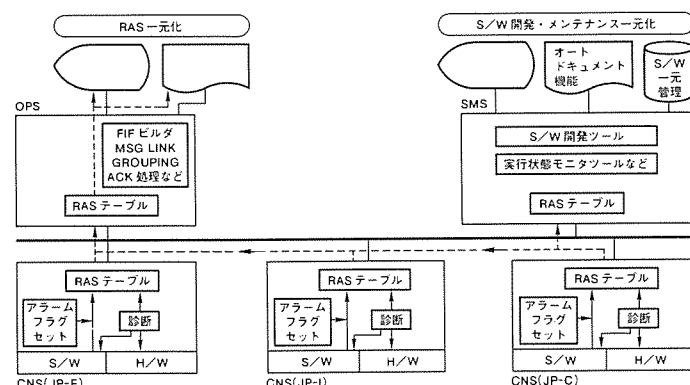 RAS一元化
S/W開発・メンテナンス一元化
オート
ドキュメント
機能
S/W
一元
管理
OPS
SMS
FIFビルダ
MSG LINK
GROUPING
ACK処理など
S/W開発ツール
実行状態モニタツールなど
RASテーブル
RASテーブル
RASテーブル
アラーム
フラグ
セット
診断
S/W
H/W
RASテーブル
アラーム
フラグ
セット
診断
S/W
H/W
RASテーブル
アラーム
フラグ
セット
診断
S/W
H/W
CNS(JP-F)
CNS(JP-I)
CNS(JP-C)